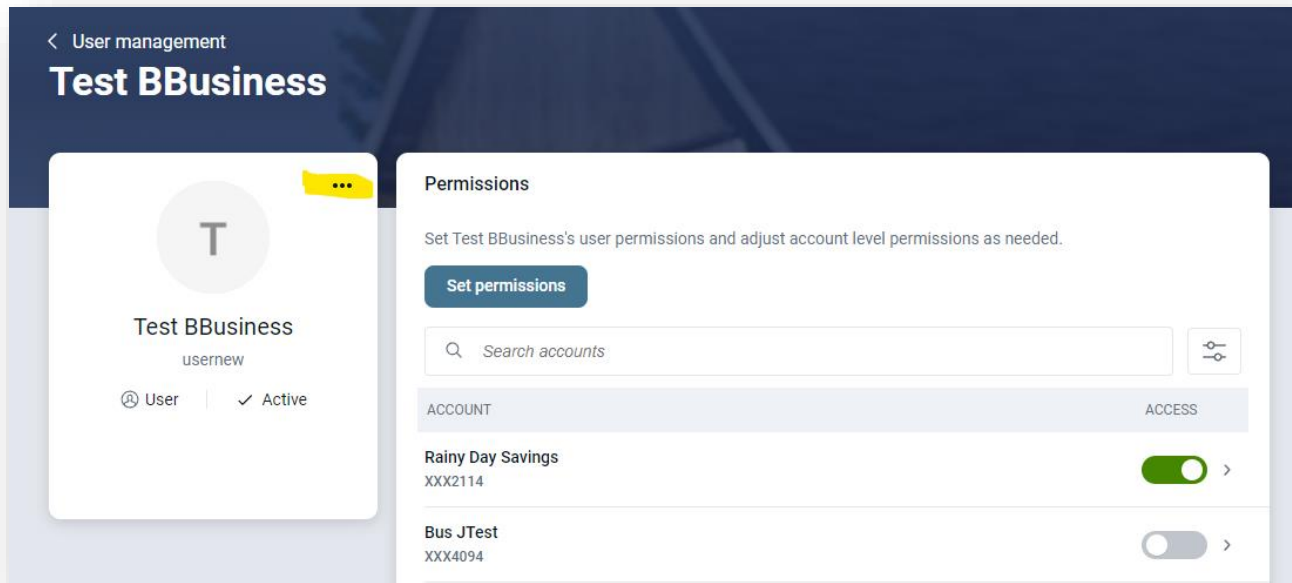 User management
Test BBusiness
T
Test BBusiness
usernew
User
Active
Permissions
Set Test BBusiness's user permissions and adjust account level permissions as needed.
Set permissions
Search accounts
ACCOUNT ACCESS
Rainy Day Savings
XXX2114
Bus JTest
XXX4094